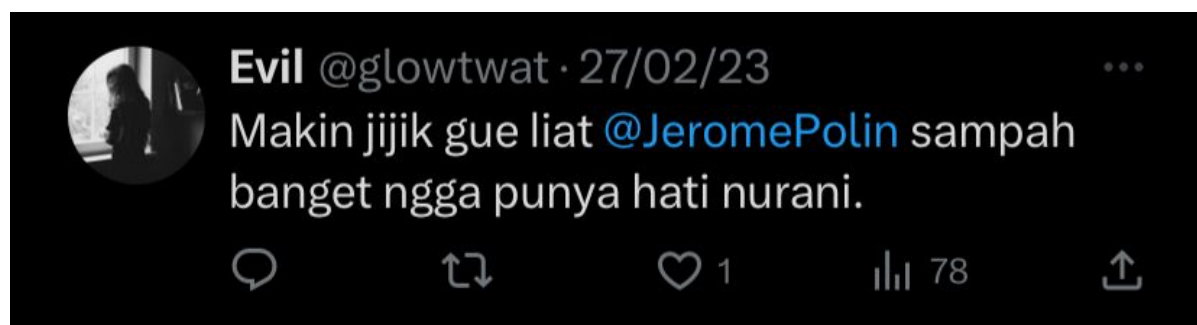 Evil @glowtwat · 27/02/23
Makin jijik gue liat @JeromePolin sampah
banget ngga punya hati nurani.
1 78